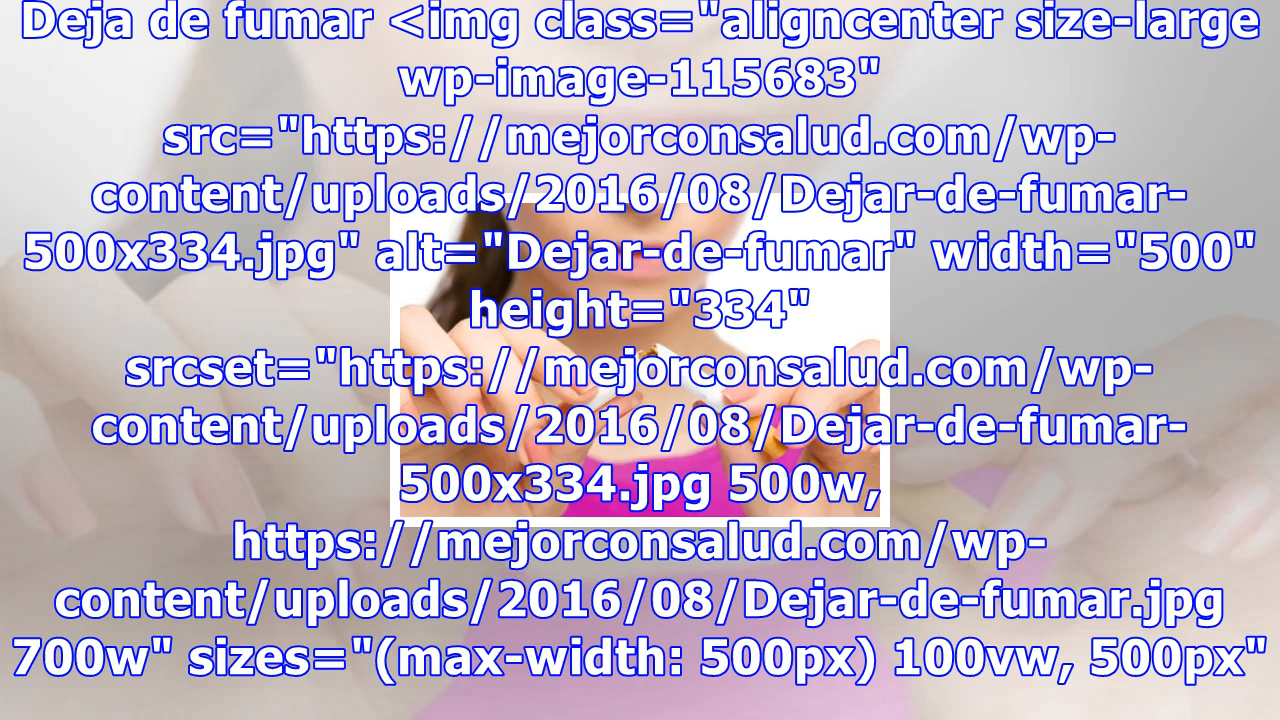 Deja de fumar <img class="aligncenter size-large
wp-image-115683"
src="https://mejorconsalud.com/wp-
content/uploads/2016/08/Dejar-de-fumar-
500x334.jpg" alt="Dejar-de-fumar" width="500"
height="334"
srcset="https://mejorconsalud.com/wp-
content/uploads/2016/08/Dejar-de-fumar-
500x334.jpg 500w,
https://mejorconsalud.com/wp-
content/uploads/2016/08/Dejar-de-fumar.jpg
700w" sizes="(max-width: 500px) 100vw, 500px"